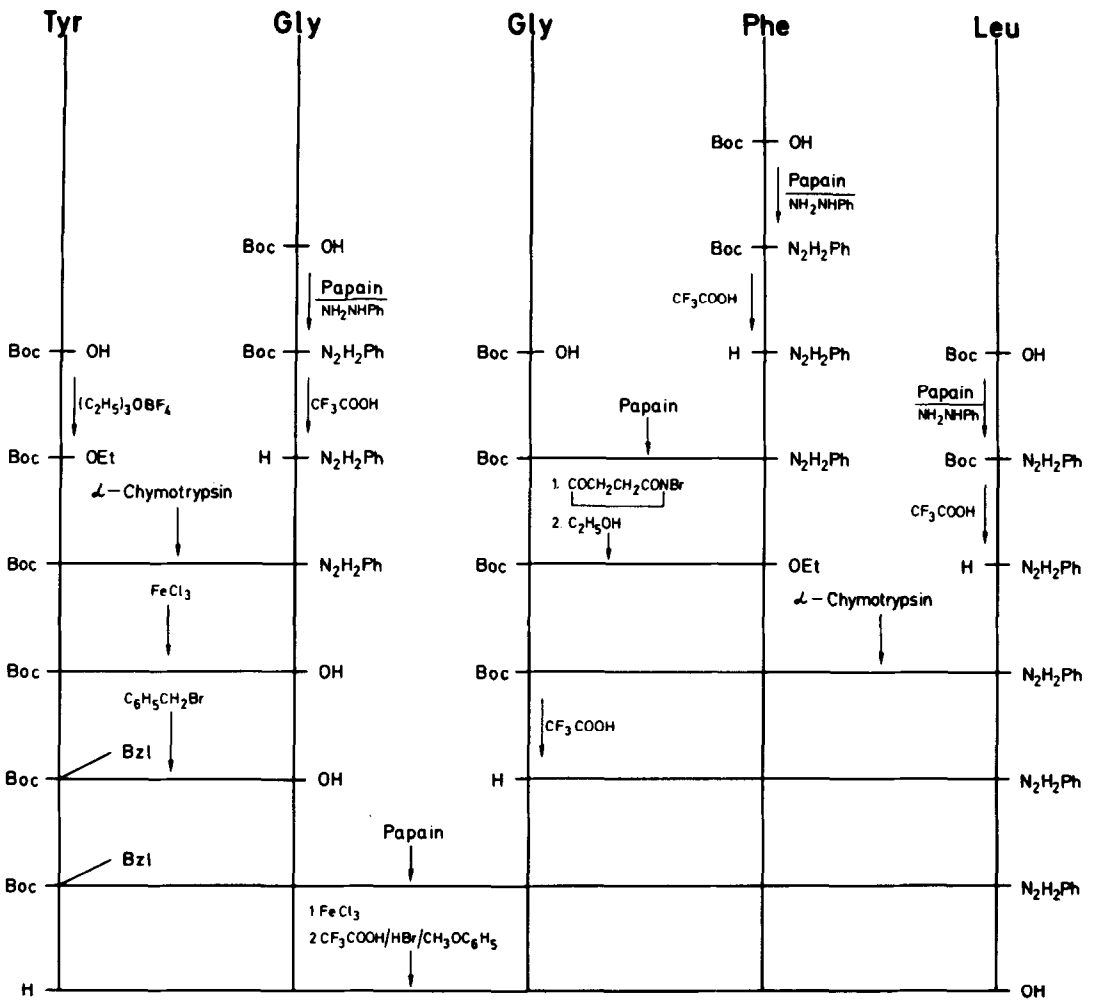 Tyr Gly Gly Phe Leu
Boc OH
Papain
NH₂NHPh
Boc OH Boc N₂H₂Ph
Papain
NH₂NHPh
CF₃COOH
Boc OH Boc N₂H₂Ph Boc OH H N₂H₂Ph Boc OH
(C₂H₅)₃OBF₄ CF₃COOH Papain Papain
NH₂NHPh
Boc OEt H N₂H₂Ph Boc N₂H₂Ph Boc N₂H₂Ph
α-Chymotrypsin 1. COCH₂CH₂CONBr CF₃COOH
2. C₂H₅OH
Boc N₂H₂Ph Boc OEt H N₂H₂Ph
FeCl₃ α-Chymotrypsin
Boc OH Boc N₂H₂Ph
C₆H₅CH₂Br CF₃COOH
Bzl
Boc OH H N₂H₂Ph
Papain
Bzl
Boc N₂H₂Ph
1 FeCl₃
2 CF₃COOH/HBr/CH₃OC₆H₅
H OH